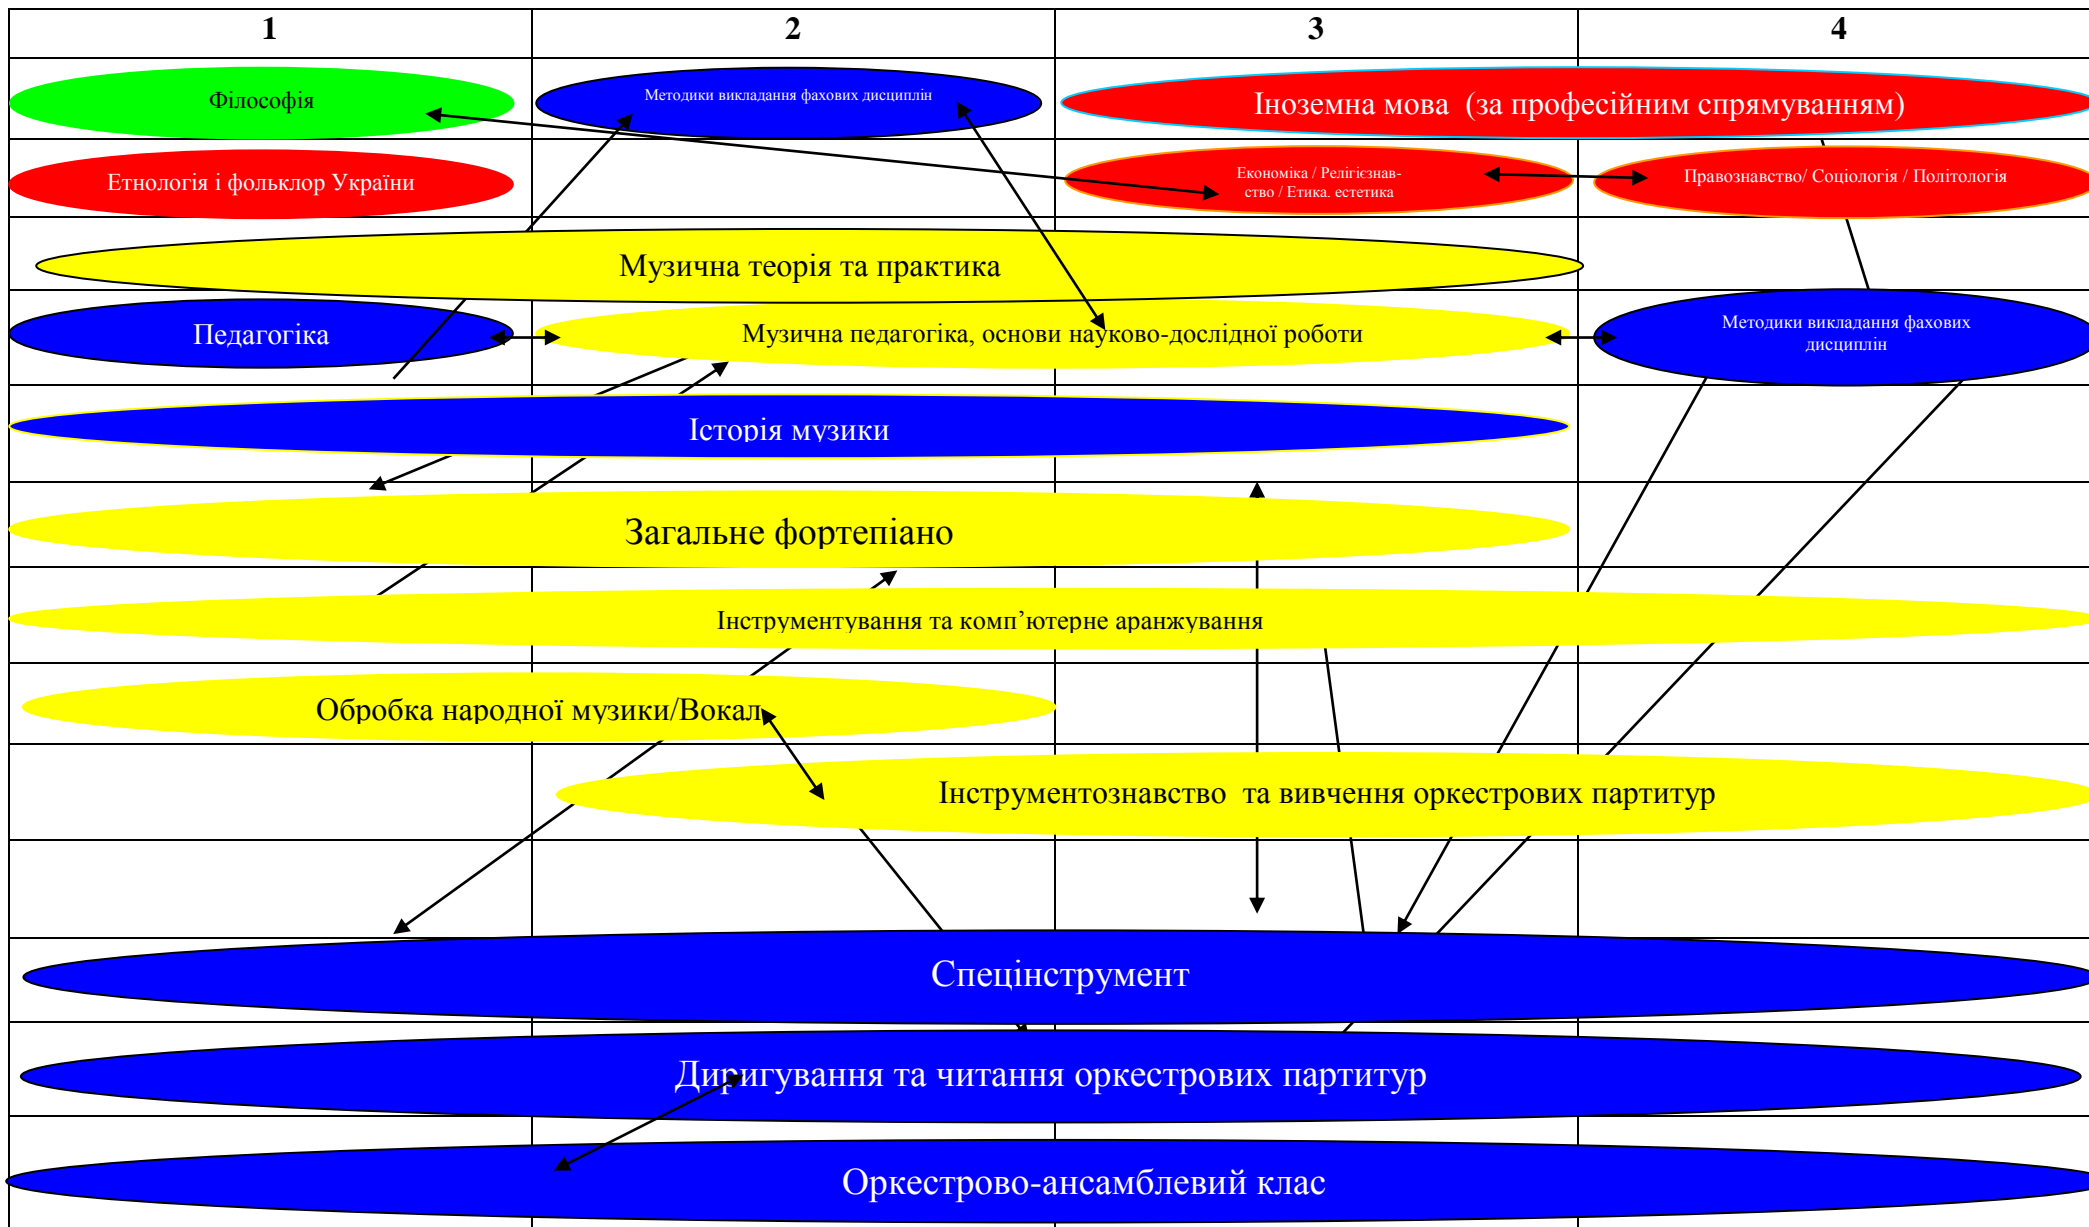 1 2 3 4
Філософія
Методики викладання фахових дисциплін
Іноземна мова (за професійним спрямуванням)
Етнологія і фольклор України
Економіка / Релігієзнав-
ство / Етика. естетика
Правознавство/ Соціологія / Політологія
Музична теорія та практика
Педагогіка
Музична педагогіка, основи науково-дослідної роботи
Методики викладання фахових
дисциплін
Історія музики
Загальне фортепіано
Інструментування та комп’ютерне аранжування
Обробка народної музики/Вокал
Інструментознавство та вивчення оркестрових партитур
Спецінструмент
Диригування та читання оркестрових партитур
Оркестрово-ансамблевий клас